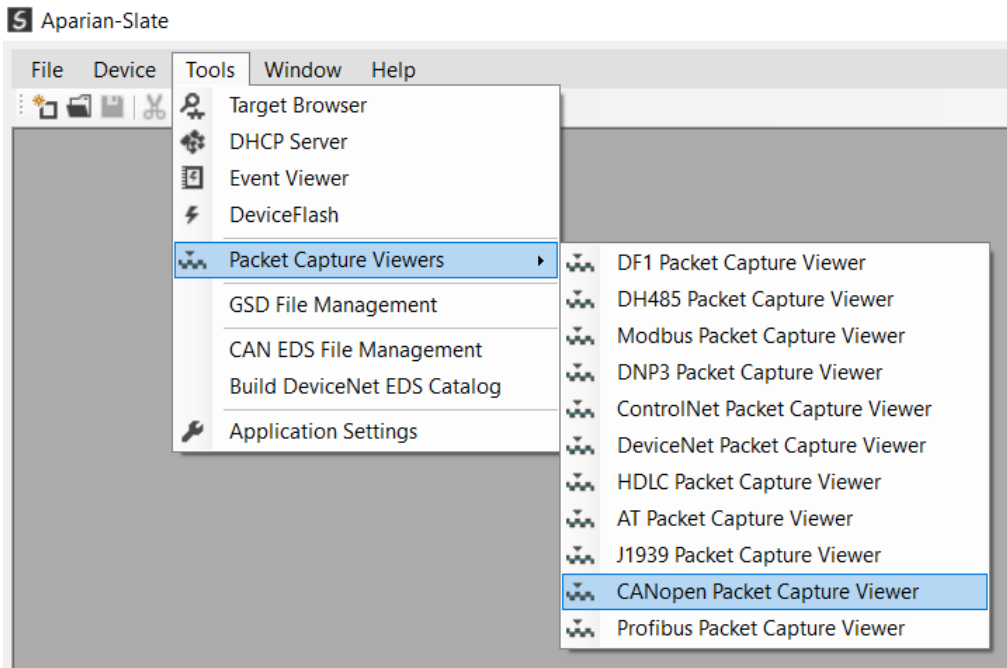 Aparian-Slate
File Device Tools Window Help
Target Browser
DHCP Server
Event Viewer
DeviceFlash
Packet Capture Viewers
GSD File Management
CAN EDS File Management
Build DeviceNet EDS Catalog
Application Settings
DF1 Packet Capture Viewer
DH485 Packet Capture Viewer
Modbus Packet Capture Viewer
DNP3 Packet Capture Viewer
ControlNet Packet Capture Viewer
DeviceNet Packet Capture Viewer
HDLC Packet Capture Viewer
AT Packet Capture Viewer
J1939 Packet Capture Viewer
CANopen Packet Capture Viewer
Profibus Packet Capture Viewer